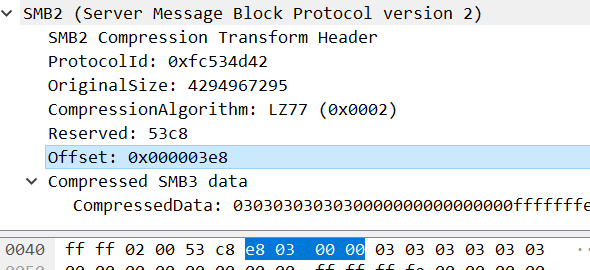 SMB2 (Server Message Block Protocol version 2)
SMB2 Compression Transform Header
ProtocolId: 0xfc534d42
OriginalSize: 4294967295
CompressionAlgorithm: LZ77 (0x0002)
Reserved: 53c8
Offset: 0x000003e8
Compressed SMB3 data
CompressedData: 0303030303030000000000000000fffffffe
0040 ff ff 02 00 53 c8 e8 03 00 00 03 03 03 03 03 03